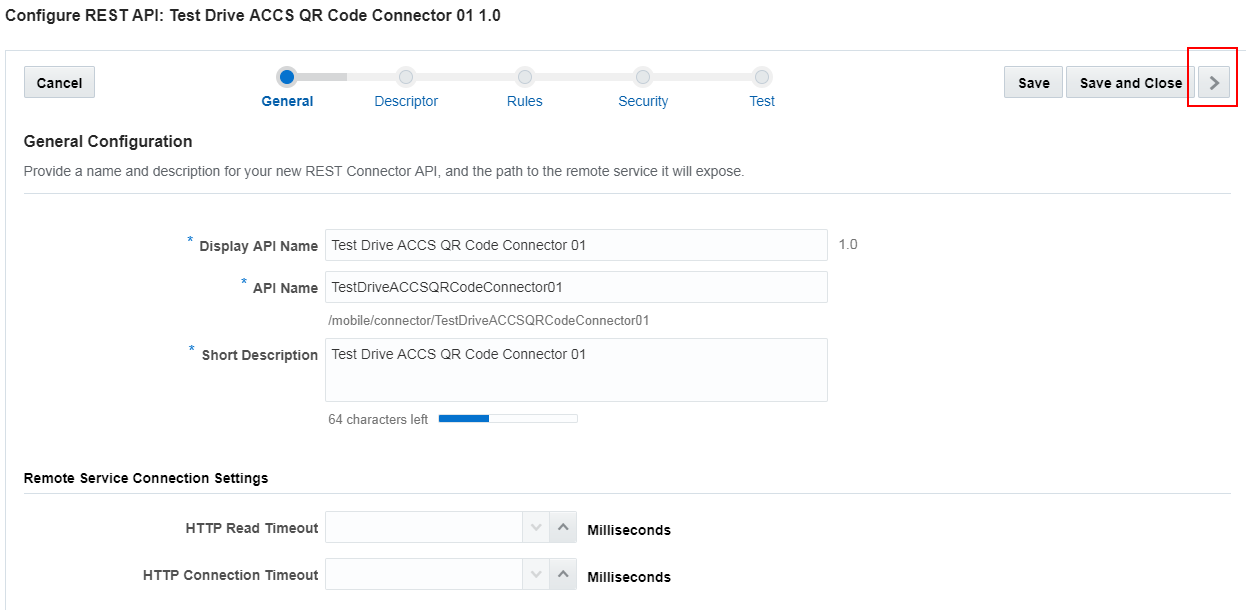 Configure REST API: Test Drive ACCS QR Code Connector 01 1.0
Cancel
General Descriptor Rules Security Test
Save Save and Close
General Configuration
Provide a name and description for your new REST Connector API, and the path to the remote service it will expose.
* Display API Name Test Drive ACCS QR Code Connector 01 1.0
* API Name TestDriveACCSQRCodeConnector01
/mobile/connector/TestDriveACCSQRCodeConnector01
* Short Description Test Drive ACCS QR Code Connector 01
64 characters left
Remote Service Connection Settings
HTTP Read Timeout Milliseconds
HTTP Connection Timeout Milliseconds